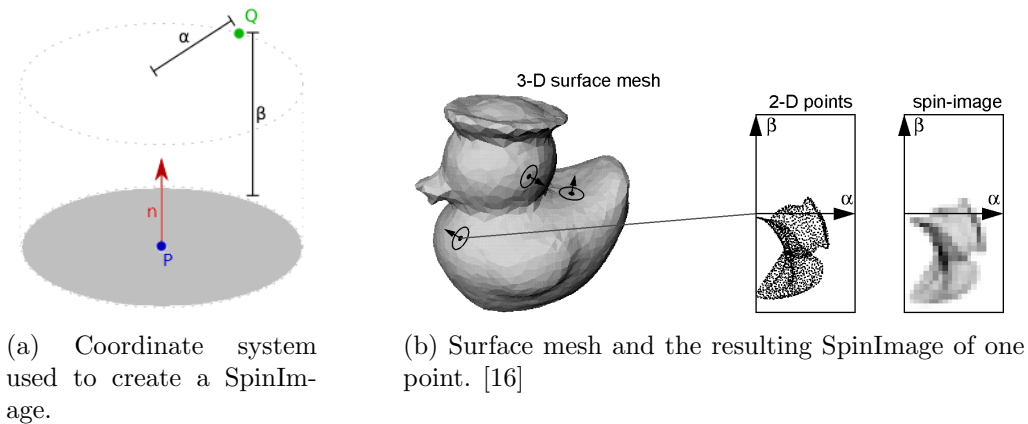 Q
α
β
n
P
3-D surface mesh
2-D points
spin-image
β
β
α
α
(a) Coordinate system
used to create a SpinIm-
age.
(b) Surface mesh and the resulting SpinImage of one
point. [16]